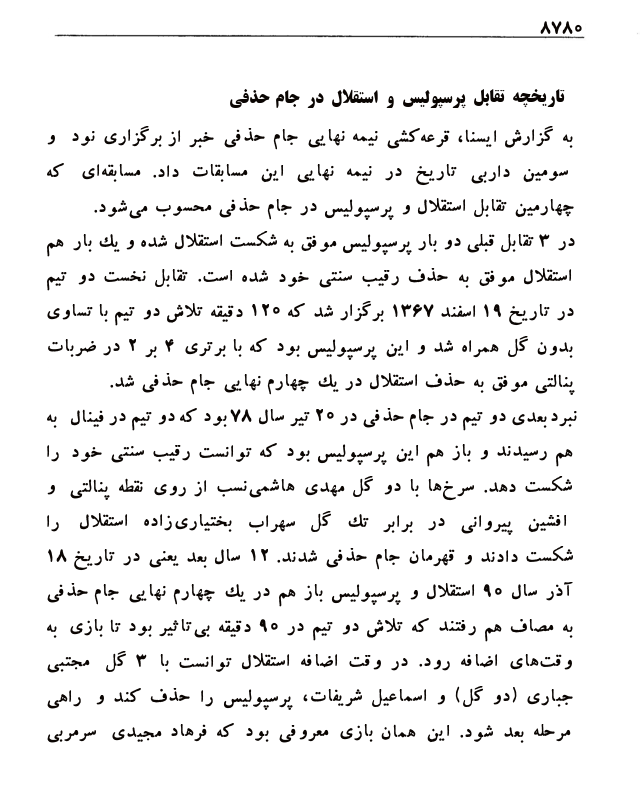 ۸۷۸۰
تاریخچه تقابل پرسپولیس و استقلال در جام حذفی
به گزارش ایسنا، قرعه‌کشی نیمه نهایی جام حذفی خبر از برگزاری نود و
سومین داربی تاریخ در نیمه نهایی این مسابقات داد. مسابقه‌ای که
چهارمین تقابل استقلال و پرسپولیس در جام حذفی محسوب می‌شود.
در ۳ تقابل قبلی دو بار پرسپولیس موفق به شکست استقلال شده و یك بار هم
استقلال موفق به حذف رقیب سنتی خود شده است. تقابل نخست دو تیم
در تاریخ ۱۹ اسفند ۱۳۶۷ برگزار شد که ۱۲۰ دقیقه تلاش دو تیم با تساوی
بدون گل همراه شد و این پرسپولیس بود که با برتری ۴ بر ۲ در ضربات
پنالتی موفق به حذف استقلال در یك چهارم نهایی جام حذفی شد.
نبرد بعدی دو تیم در جام حذفی در ۲۰ تیر سال ۷۸ بود که دو تیم در فینال به
هم رسیدند و باز هم این پرسپولیس بود که توانست رقیب سنتی خود را
شکست دهد. سرخ‌ها با دو گل مهدی هاشمی‌نسب از روی نقطه پنالتی و
افشین پیروانی در برابر تك گل سهراب بختیاری‌زاده استقلال را
شکست دادند و قهرمان جام حذفی شدند. ۱۲ سال بعد یعنی در تاریخ ۱۸
آذر سال ۹۰ استقلال و پرسپولیس باز هم در یك چهارم نهایی جام حذفی
به مصاف هم رفتند که تلاش دو تیم در ۹۰ دقیقه بی‌تاثیر بود تا بازی به
وقت‌های اضافه رود. در وقت اضافه استقلال توانست با ۳ گل مجتبی
جباری (دو گل) و اسماعیل شریفات، پرسپولیس را حذف کند و راهی
مرحله بعد شود. این همان بازی معروفی بود که فرهاد مجیدی سرمربی